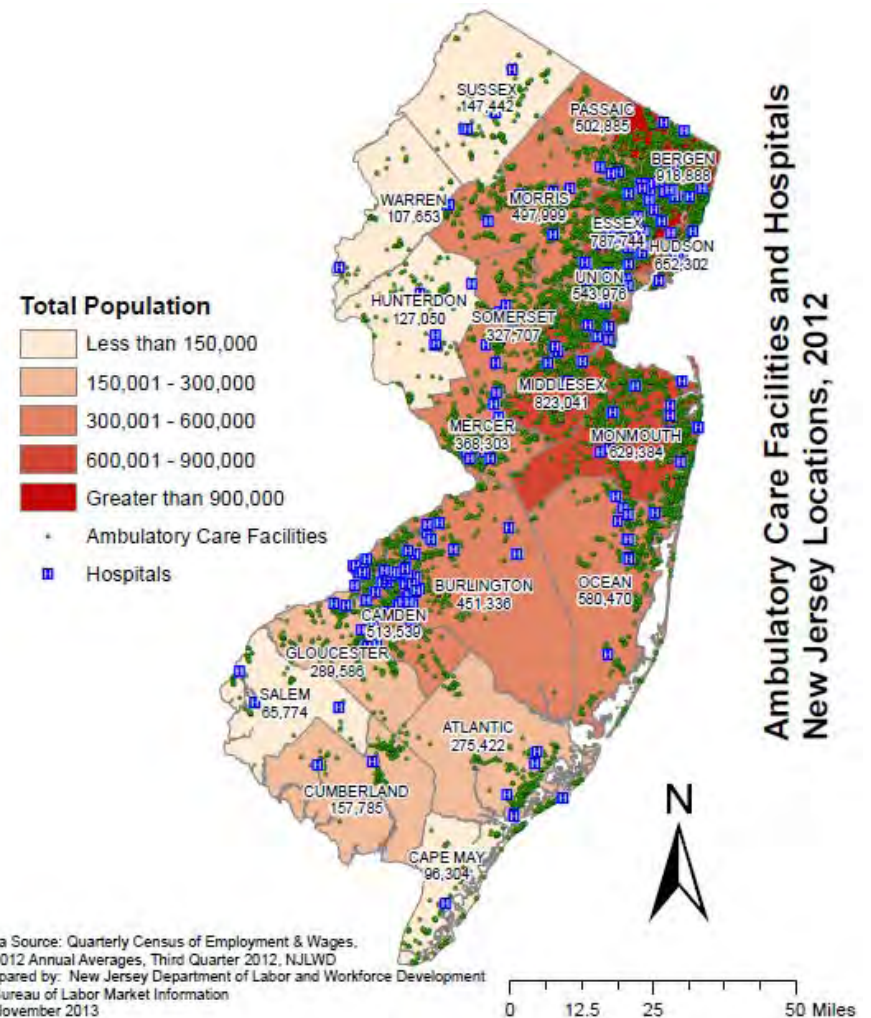 Ambulatory Care Facilities and Hospitals
New Jersey Locations, 2012
SUSSEX
147,442
PASSAIC
502,885
BERGEN
918,888
WARREN
107,653
MORRIS
497,999
ESSEX
787,744
HUDSON
652,302
UNION
543,976
HUNTERDON
127,050
SOMERSET
327,707
MIDDLESEX
823,041
MERCER
368,303
MONMOUTH
629,384
Total Population
Less than 150,000
150,001 - 300,000
300,001 - 600,000
600,001 - 900,000
Greater than 900,000
Ambulatory Care Facilities
H Hospitals
BURLINGTON
451,336
OCEAN
580,470
CAMDEN
513,539
GLOUCESTER
289,586
SALEM
65,774
ATLANTIC
275,422
CUMBERLAND
157,785
CAPE MAY
96,304
N
a Source: Quarterly Census of Employment & Wages,
012 Annual Averages, Third Quarter 2012, NJLWD
pared by: New Jersey Department of Labor and Workforce Development
ureau of Labor Market Information
ovember 2013
0 12.5 25 50 Miles